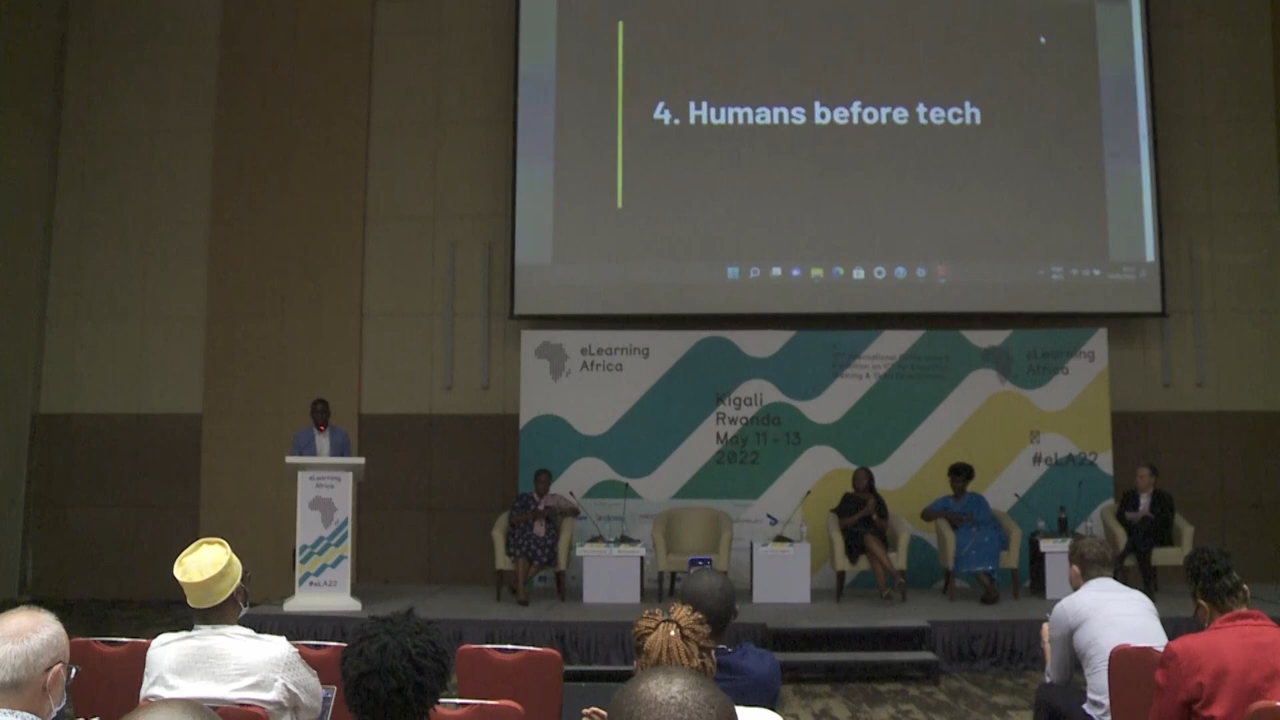 4. Humans before tech
eLearning
Africa
eLearning
Africa
Kigali
Rwanda
May 11 - 13
2022
#eLA22
eLearning
Africa
#eLA22